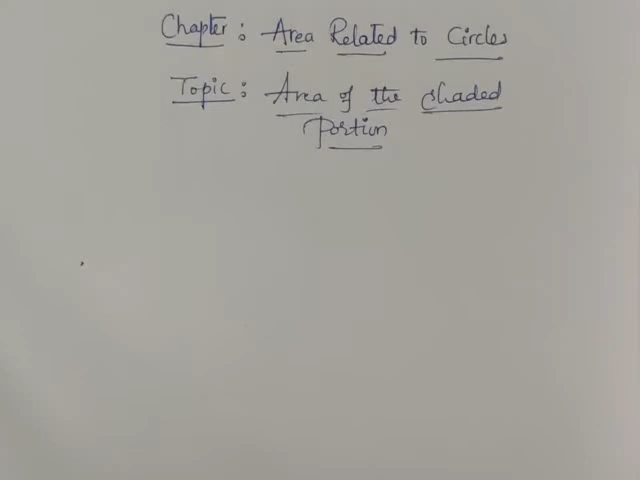 Chapter: Area Related to Circles
Topic: Area of the shaded
Portion